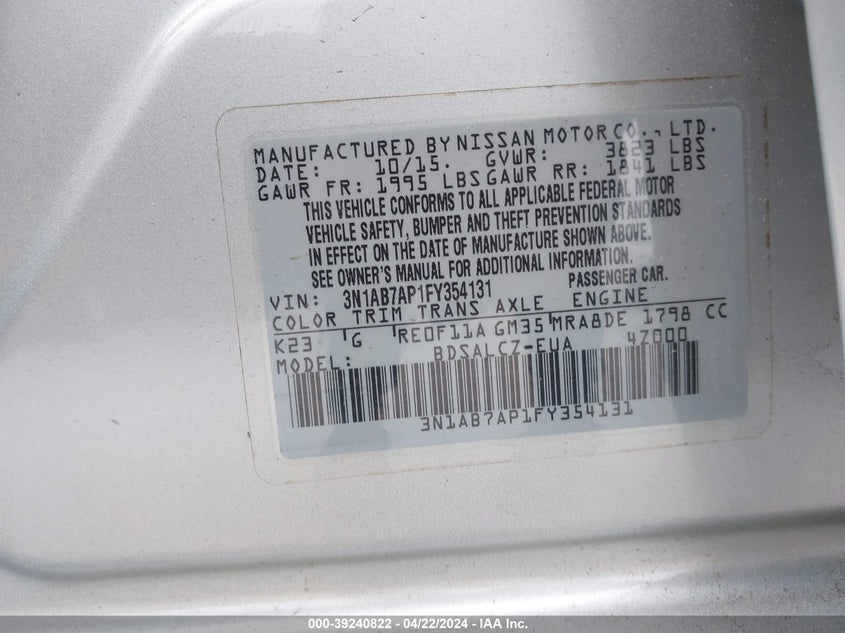 MANUFACTURED BY NISSAN MOTOR CO., LTD.
DATE: 10/15. GVWR: 3823 LBS
GAWR FR: 1995 LBS GAWR RR: 1841 LBS
THIS VEHICLE CONFORMS TO ALL APPLICABLE FEDERAL MOTOR
VEHICLE SAFETY, BUMPER AND THEFT PREVENTION STANDARDS
IN EFFECT ON THE DATE OF MANUFACTURE SHOWN ABOVE.
SEE OWNER'S MANUAL FOR ADDITIONAL INFORMATION.
VIN: 3N1AB7AP1FY354131 PASSENGER CAR.
COLOR TRIM TRANS AXLE ENGINE
K23 G RE0F11A GM35 MRA8DE 1798 CC
MODEL: BDSALCZ-EUA 4Z000
3N1AB7AP1FY354131
000-39240822 - 04/22/2024 - IAA Inc.